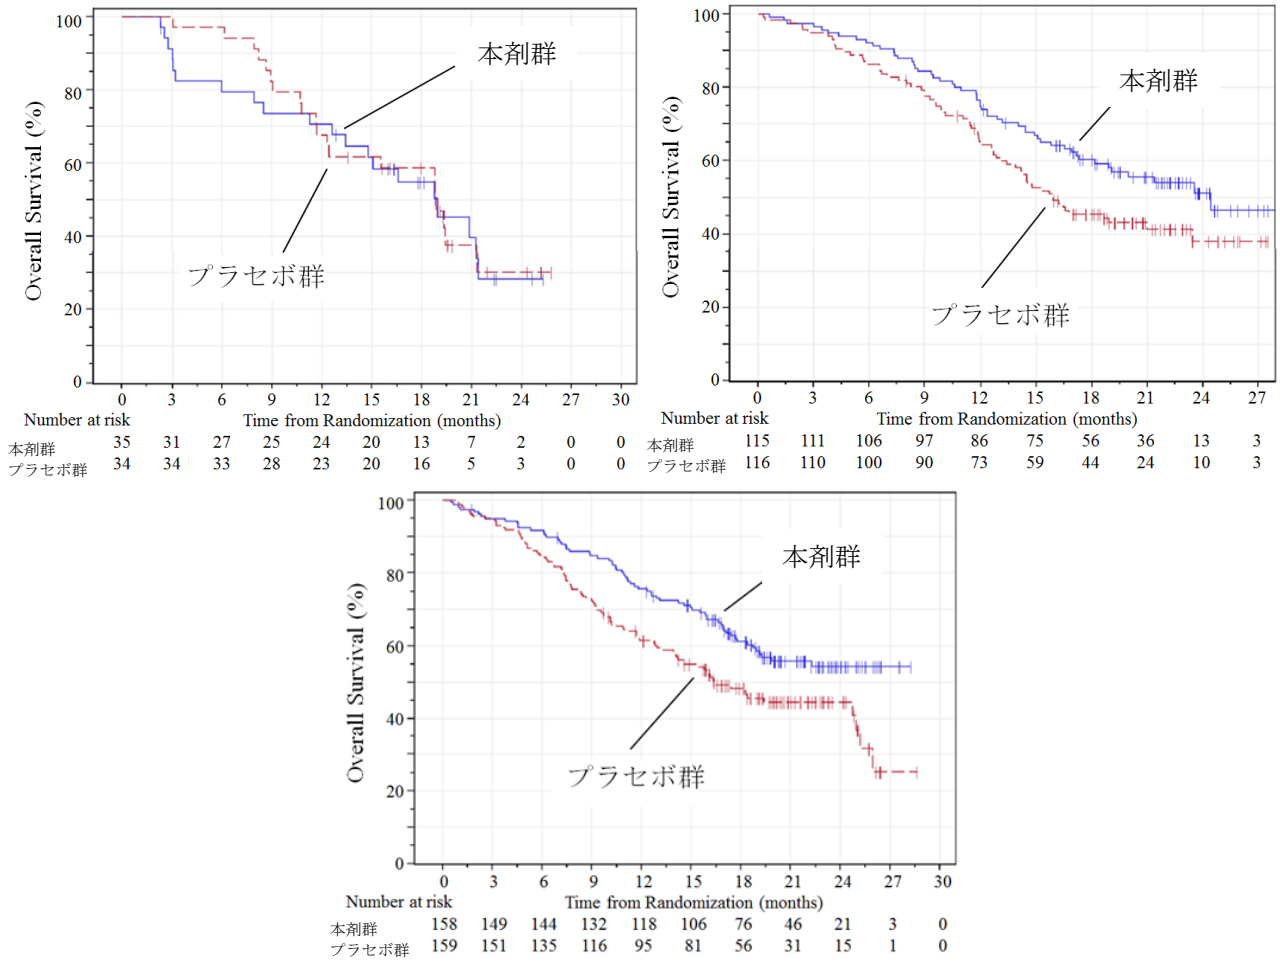 Overall Survival (%)
100
80
60
40
20
0
本剤群
プラセボ群
0 3 6 9 12 15 18 21 24 27 30
Number at risk
Time from Randomization (months)
本剤群 35 31 27 25 24 20 13 7 2 0 0
プラセボ群 34 34 33 28 23 20 16 5 3 0 0
Overall Survival (%)
100
80
60
40
20
0
本剤群
プラセボ群
0 3 6 9 12 15 18 21 24 27
Number at risk
Time from Randomization (months)
本剤群 115 111 106 97 86 75 56 36 13 3
プラセボ群 116 110 100 90 73 59 44 24 10 3
Overall Survival (%)
100
80
60
40
20
0
本剤群
プラセボ群
0 3 6 9 12 15 18 21 24 27 30
Number at risk
Time from Randomization (months)
本剤群 158 149 144 132 118 106 76 46 21 3 0
プラセボ群 159 151 135 116 95 81 56 31 15 1 0